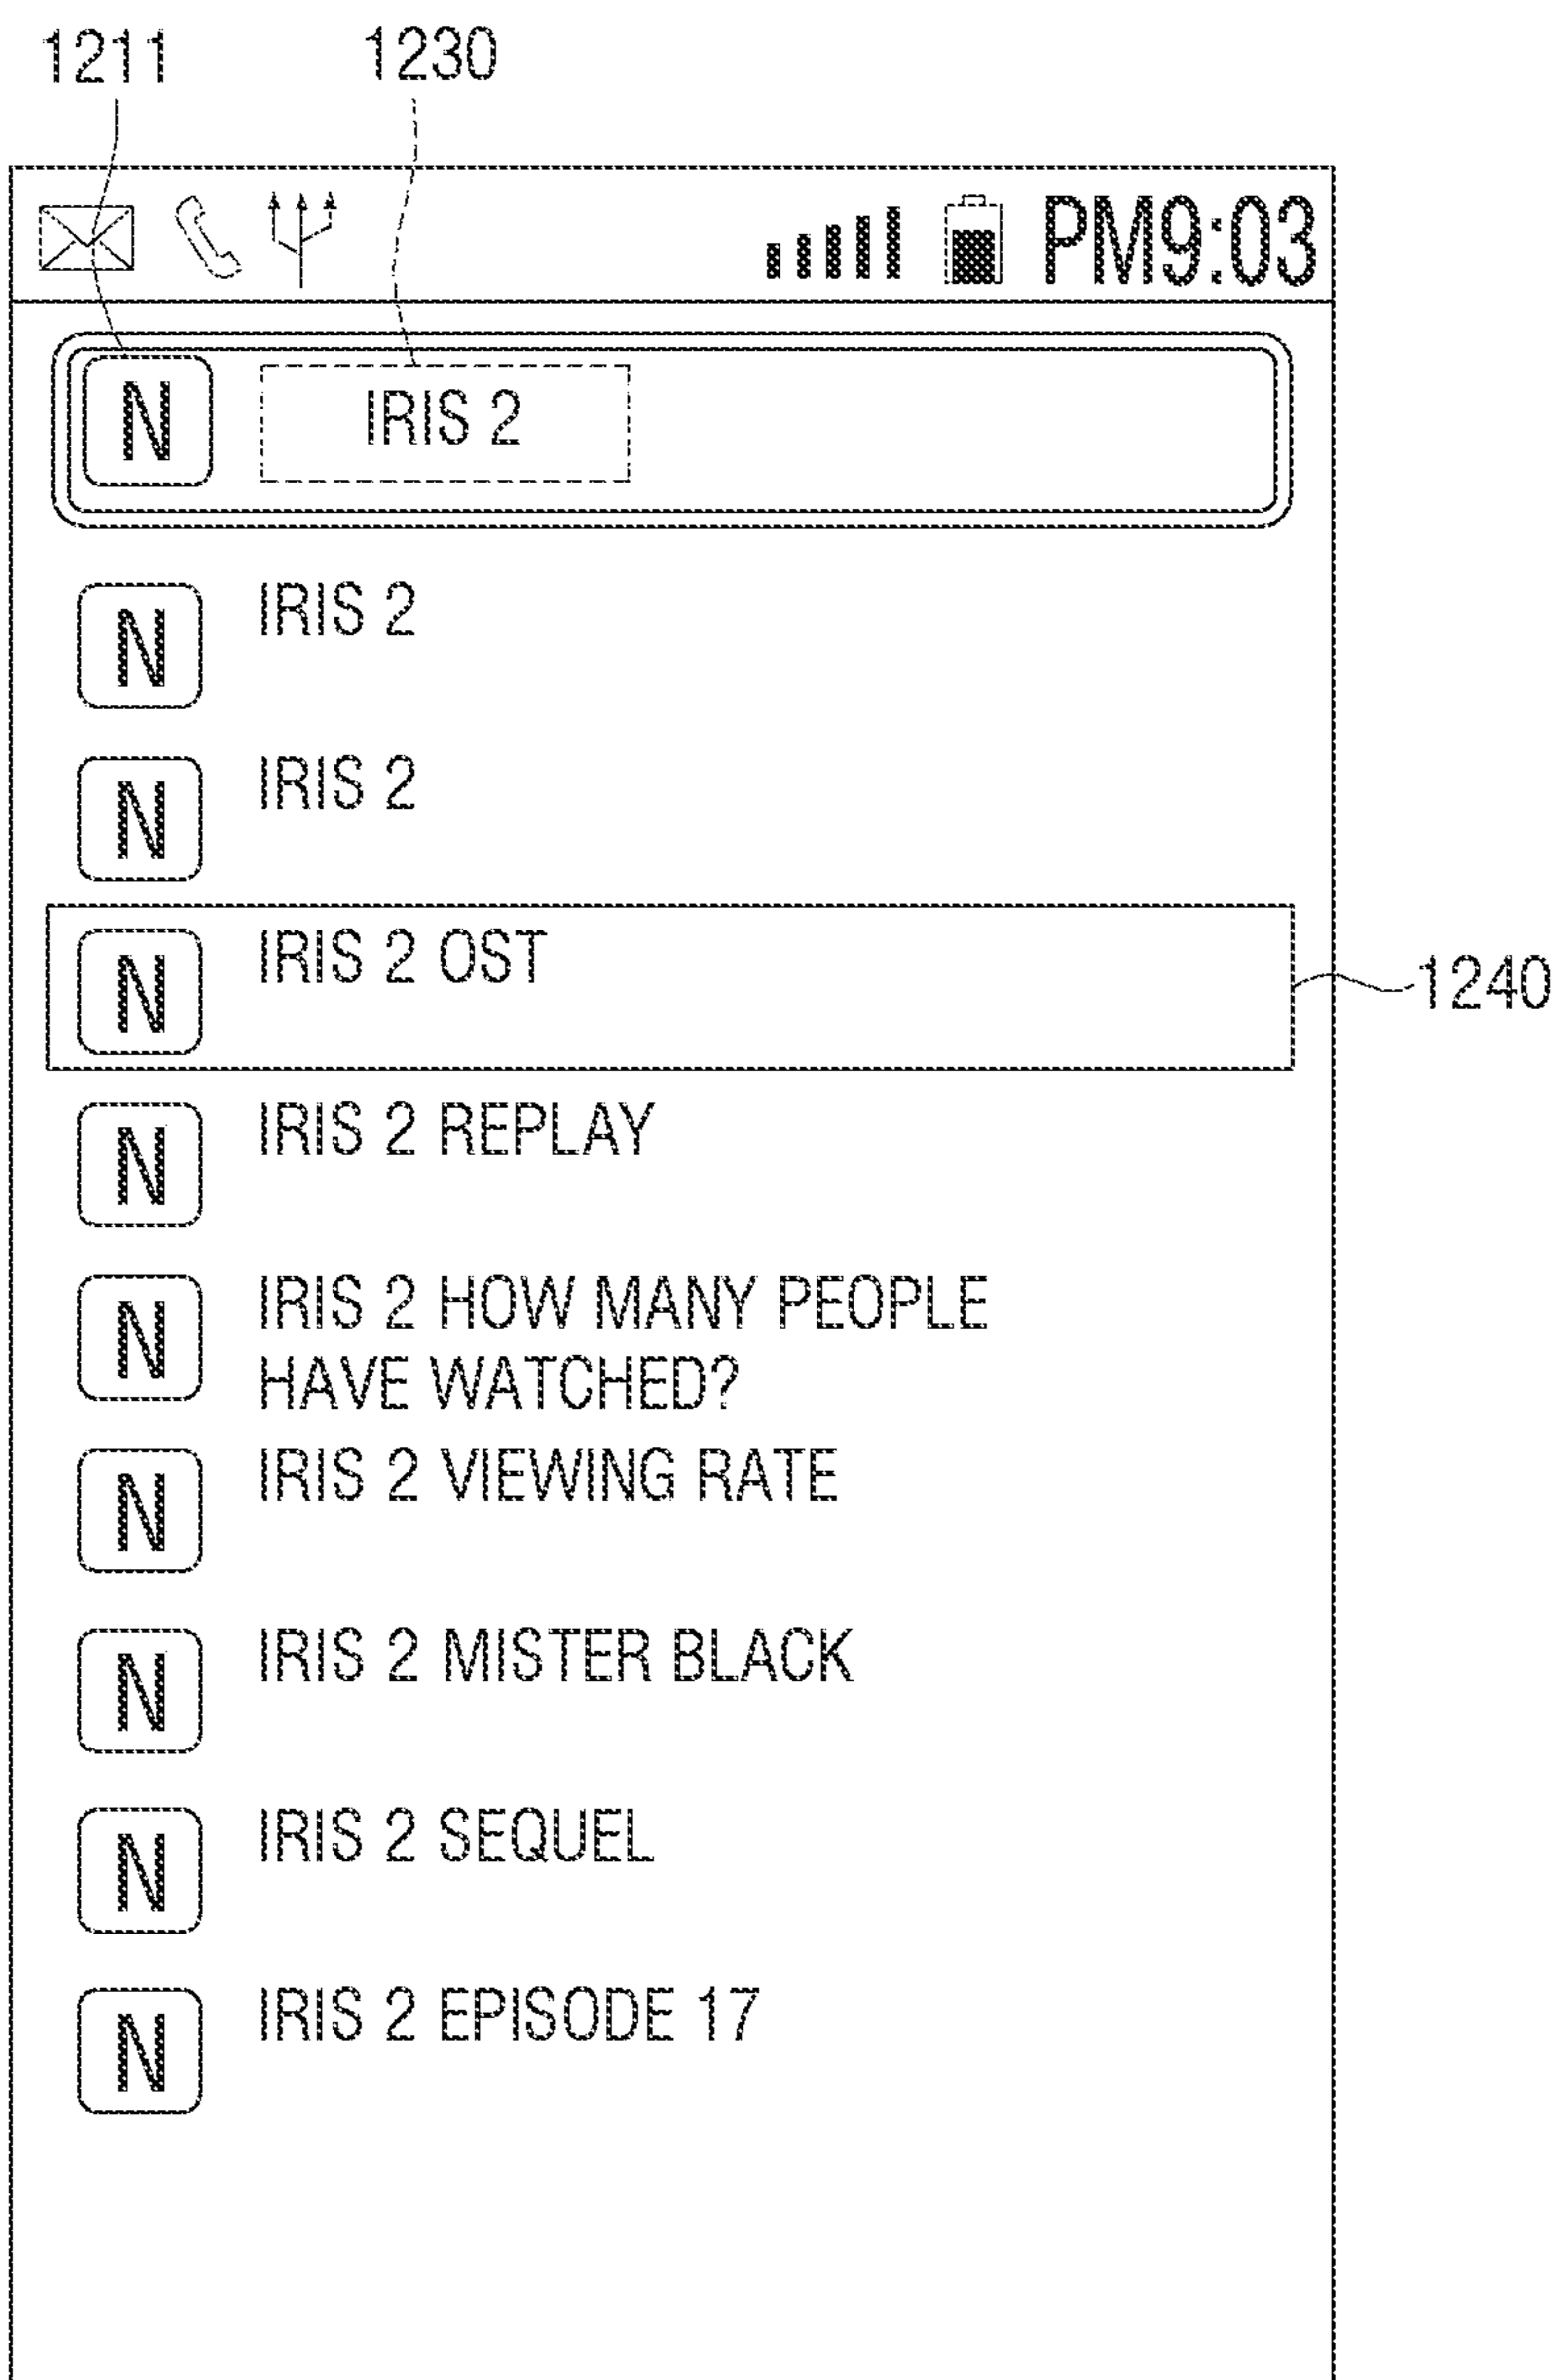 1211 1230
PM9:03
N IRIS 2
N IRIS 2
N IRIS 2
N IRIS 2 OST
1240
N IRIS 2 REPLAY
N IRIS 2 HOW MANY PEOPLE
HAVE WATCHED?
N IRIS 2 VIEWING RATE
N IRIS 2 MISTER BLACK
N IRIS 2 SEQUEL
N IRIS 2 EPISODE 17